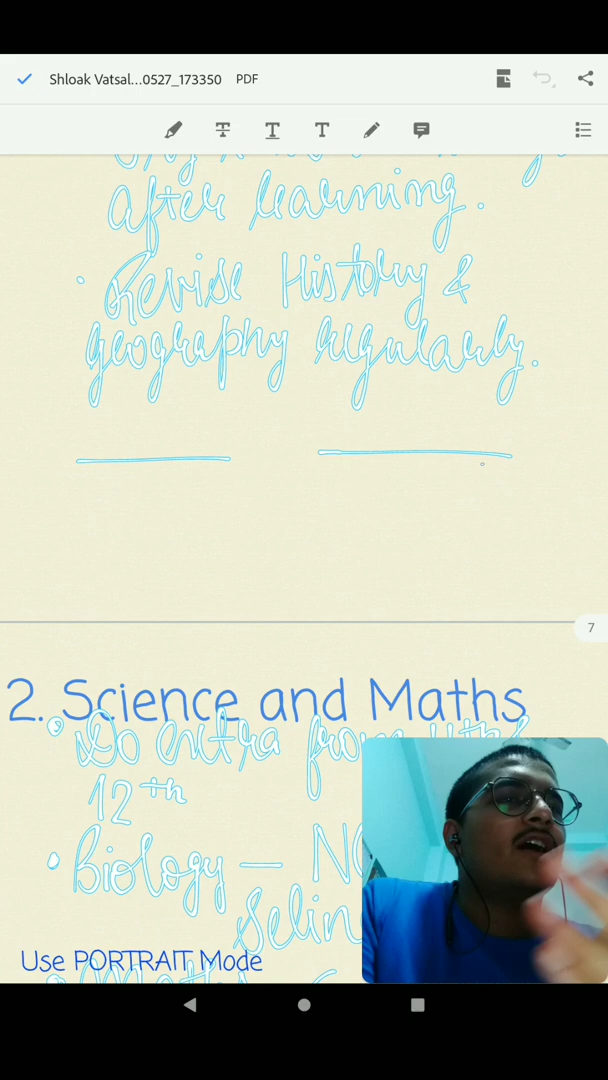 Shloak Vatsal...0527_173350 PDF
After learning.
• Revise History &
geography regularly.
7
2. Science and Maths
• Do extra from 11th
12th
• Biology —
Selin
Use PORTRAIT Mode